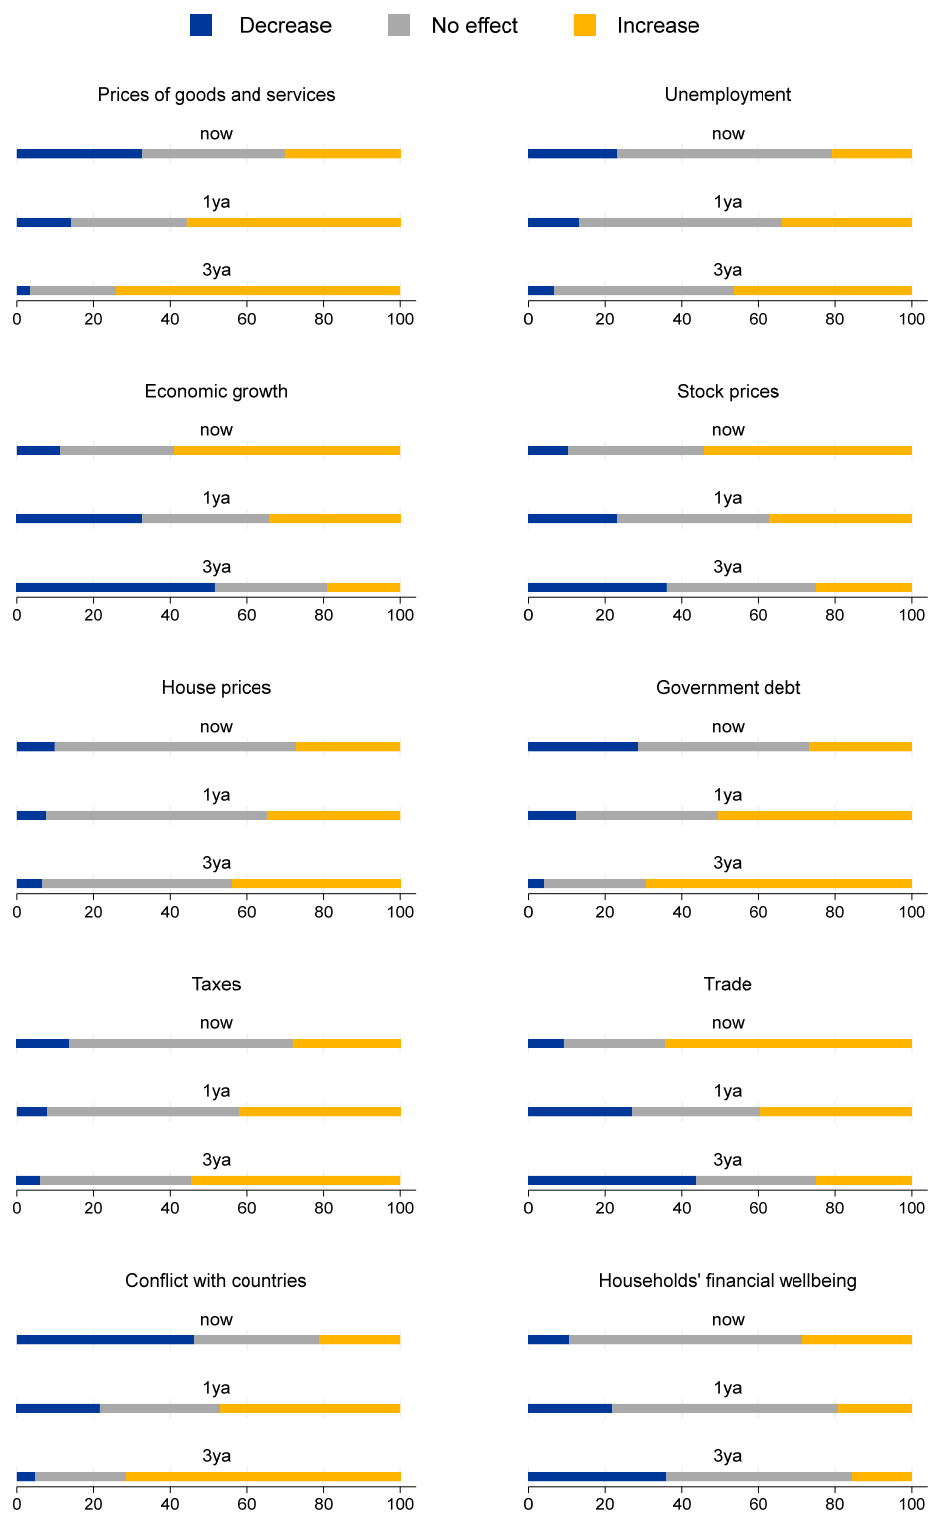 Decrease No effect Increase
Prices of goods and services
now
1ya
3ya
0 20 40 60 80 100
Unemployment
now
1ya
3ya
0 20 40 60 80 100
Economic growth
now
1ya
3ya
0 20 40 60 80 100
Stock prices
now
1ya
3ya
0 20 40 60 80 100
House prices
now
1ya
3ya
0 20 40 60 80 100
Government debt
now
1ya
3ya
0 20 40 60 80 100
Taxes
now
1ya
3ya
0 20 40 60 80 100
Trade
now
1ya
3ya
0 20 40 60 80 100
Conflict with countries
now
1ya
3ya
0 20 40 60 80 100
Households' financial wellbeing
now
1ya
3ya
0 20 40 60 80 100